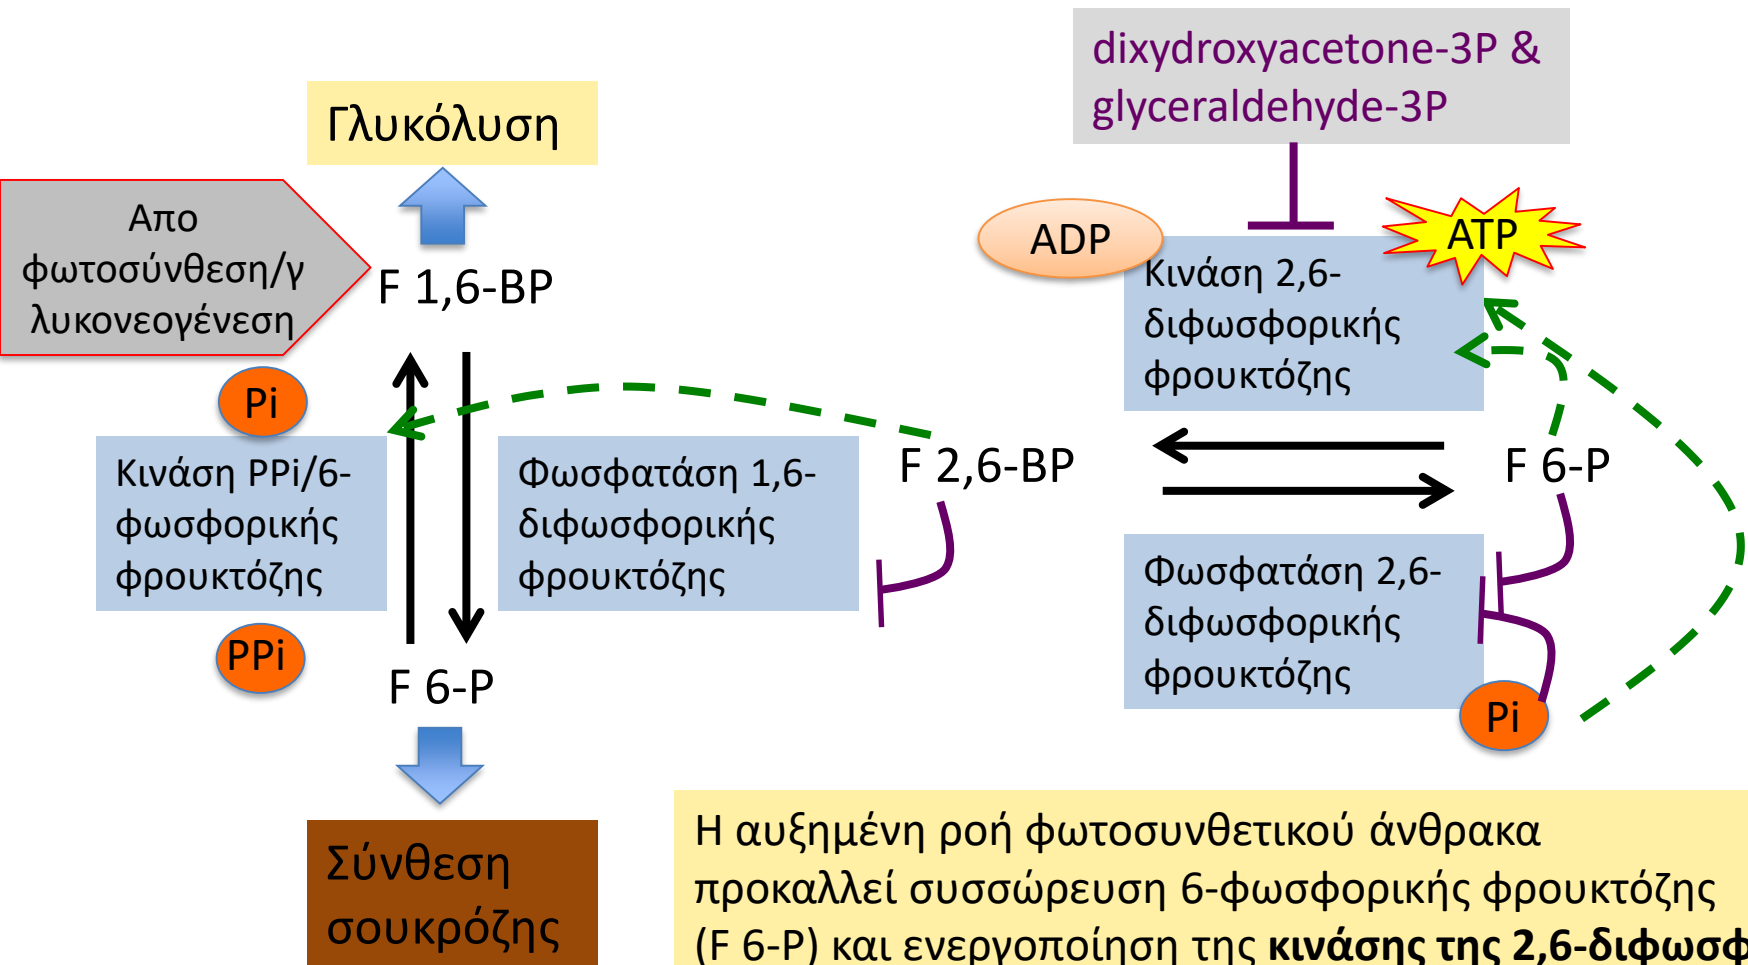 dixydroxyacetone-3P &
glyceraldehyde-3P
Γλυκόλυση
Απο
φωτοσύνθεση/γ
λυκονεογένεση
ADP
ATP
Κινάση 2,6-
διφωσφορικής
φρουκτόζης
F 1,6-BP
Pi
Κινάση PPi/6-
φωσφορικής
φρουκτόζης
Φωσφατάση 1,6-
διφωσφορικής
φρουκτόζης
F 2,6-BP
F 6-P
Φωσφατάση 2,6-
διφωσφορικής
φρουκτόζης
PPi
F 6-P
Pi
Σύνθεση
σουκρόζης
Η αυξημένη ροή φωτοσυνθετικού άνθρακα
προκαλλεί συσσώρευση 6-φωσφορικής φρουκτόζης
(F 6-P) και ενεργοποίηση της κινάσης της 2,6-διφωσφ